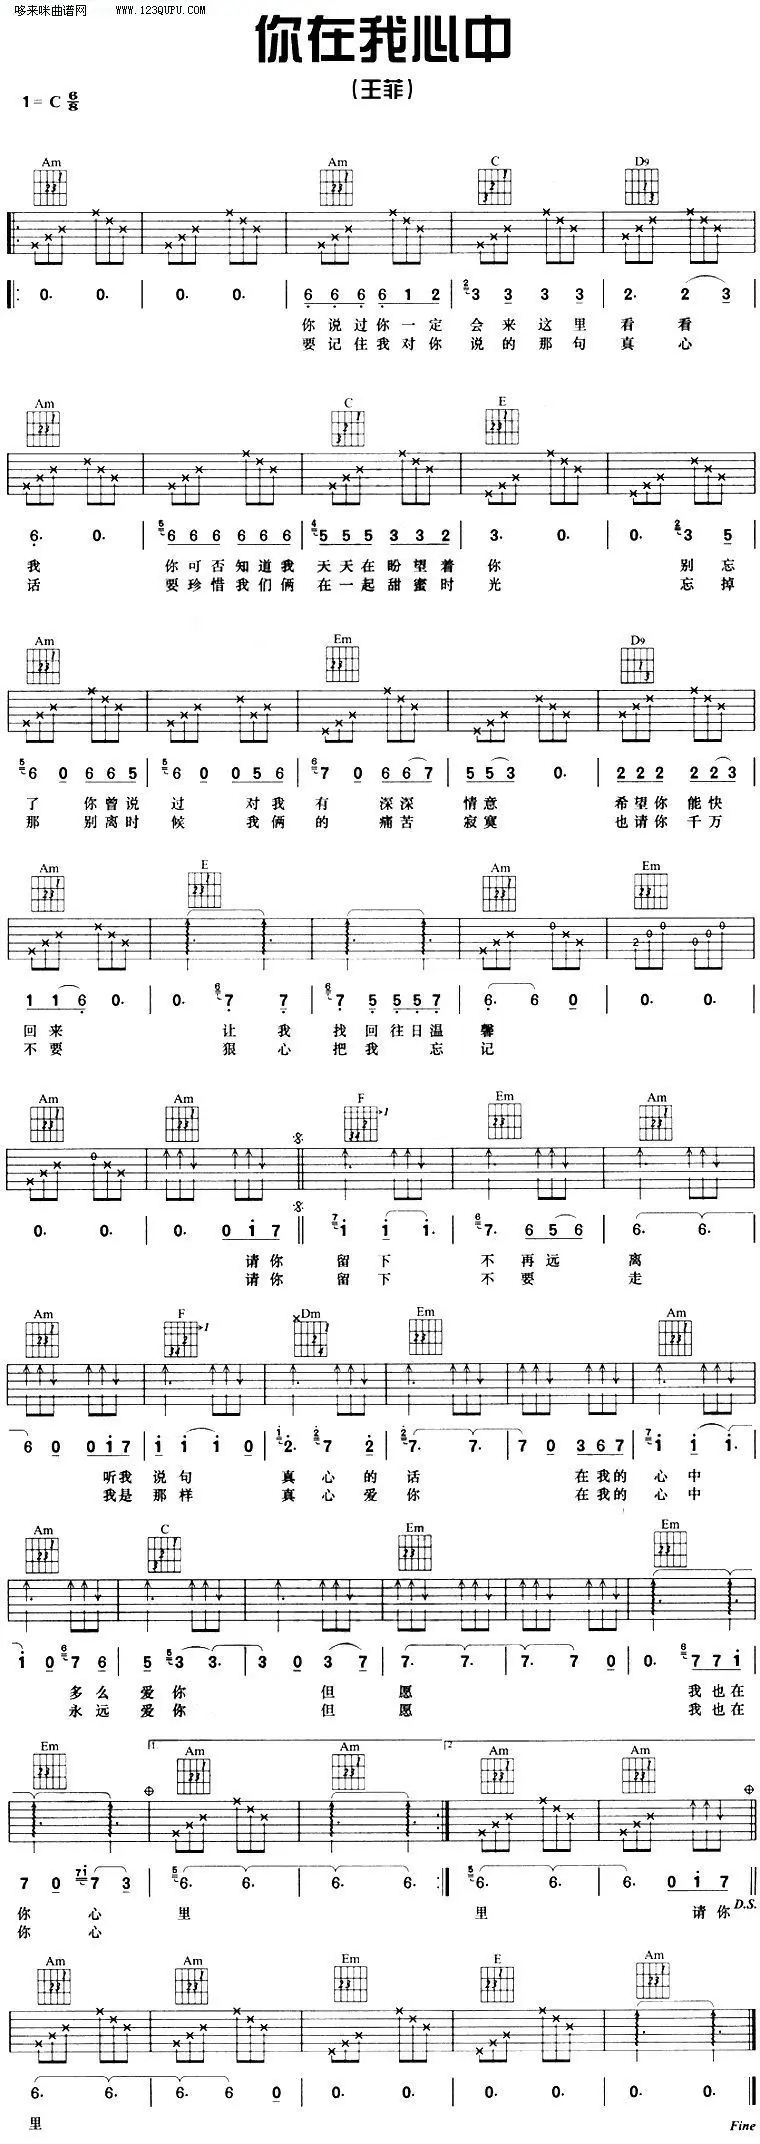 哆来咪曲谱网 www.123QUPU.com
你在我心中
(王菲)
1 = C 6/8
Am Am C D9
0. 0. | 0. 0. | 6 6 6 6 1 2 | 3 3 3 3 | 2. 2 3
你说过你一定 会来这里 看 看
要记住我对你 说的那句 真 心
Am C E
6. 0. | 6 6 6 6 6 6 | 5 5 5 3 3 2 | 3. 0. | 0. 3 5
我 你可否知道我 天天在盼望着 你 别忘
话 要珍惜我们俩 在一起甜蜜时 光 忘掉
Am Em D9
6 0 6 6 5 | 6 0 0 5 6 | 7 0 6 6 7 | 5 5 3 0. | 2 2 2 2 2 3
了 你曾说 过 对我 有 深深 情意 希望你能快
那 别离时 候 我俩 的 痛苦 寂寞 也请你千万
Am E Am Em
1 1 6 0. | 0. 7 7 | 7 5 5 5 7 | 6. 6 0 | 0. 0.
回来 让 我 找回往日温 馨
不要 狠 心 把我 忘 记
Am Am F Em Am
0. 0. | 0. 0 1 7 | 1 1 1. | 7. 6 5 6 | 6. 6.
请你 留 下 不 再远 离
请你 留 下 不 要 走
Am F Dm Em Am
6 0 0 1 7 | 1 1 1 0 | 2. 7 2 | 7. 7. | 7 0 3 6 7 | 1 1 1.
听我 说句 真 心的 话 在我的 心中
我是 那样 真 心爱 你 在我的 心中
Am C Em Em
1 0 7 6 | 5 3 3. | 3 0 3 7 | 7. 7. | 7. 7 0 | 0. 7 7 1
多么 爱你 但 愿 我也在
永远 爱你 但 愿 我也在
Em 1. Am Am 2. Am Am
7 0 7 3 | 6. 6. | 6. 6. | 6. 6. | 6. 0 1 7
D.S.
你 心 里 里 请你
你 心
Am Am Em E Am
6. 6. | 6. 6 0 | 0. 0. | 0. 0. | 0. 0.
里 Fine